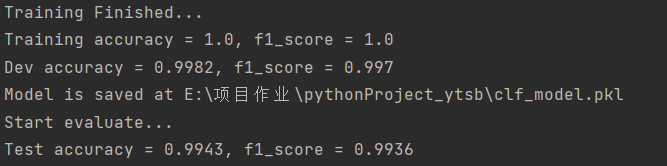 Training Finished...
Training accuracy = 1.0, f1_score = 1.0
Dev accuracy = 0.9982, f1_score = 0.997
Model is saved at E:\项目作业\pythonProject_ytsb\clf_model.pkl
Start evaluate...
Test accuracy = 0.9943, f1_score = 0.9936